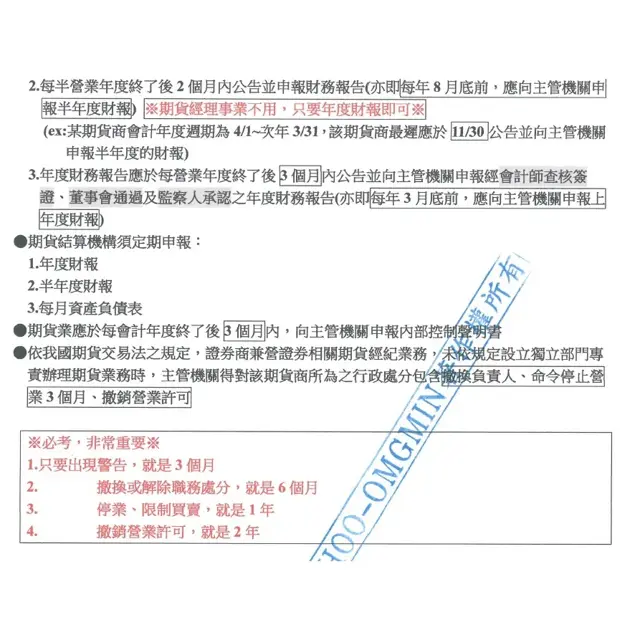 2.每半營業年度終了後 2 個月內公告並申報財務報告(亦即每年 8 月底前，應向主管機關申
報半年度財報) ※期貨經理事業不用，只要年度財報即可※
(ex:某期貨商會計年度週期為 4/1~次年 3/31，該期貨商最遲應於 11/30 公告並向主管機關
申報半年度的財報)
3.年度財務報告應於每營業年度終了後 3 個月內公告並向主管機關申報經會計師查核簽
證、董事會通過及監察人承認之年度財務報告(亦即每年 3 月底前，應向主管機關申報上
年度財報)
●期貨結算機構須定期申報：
1.年度財報
2.半年度財報
3.每月資產負債表
●期貨業應於每會計年度終了後 3 個月內，向主管機關申報內部控制聲明書
●依我國期貨交易法之規定，證券商兼營證券相關期貨經紀業務，未依規定設立獨立部門專
責辦理期貨業務時，主管機關得對該期貨商所為之行政處分包含撤換負責人、命令停止營
業 3 個月、撤銷營業許可
※必考，非常重要※
1.只要出現警告，就是 3 個月
2. 撤換或解除職務處分，就是 6 個月
3. 停業、限制買賣，就是 1 年
4. 撤銷營業許可，就是 2 年
HOO-OMGMIN著作權所有